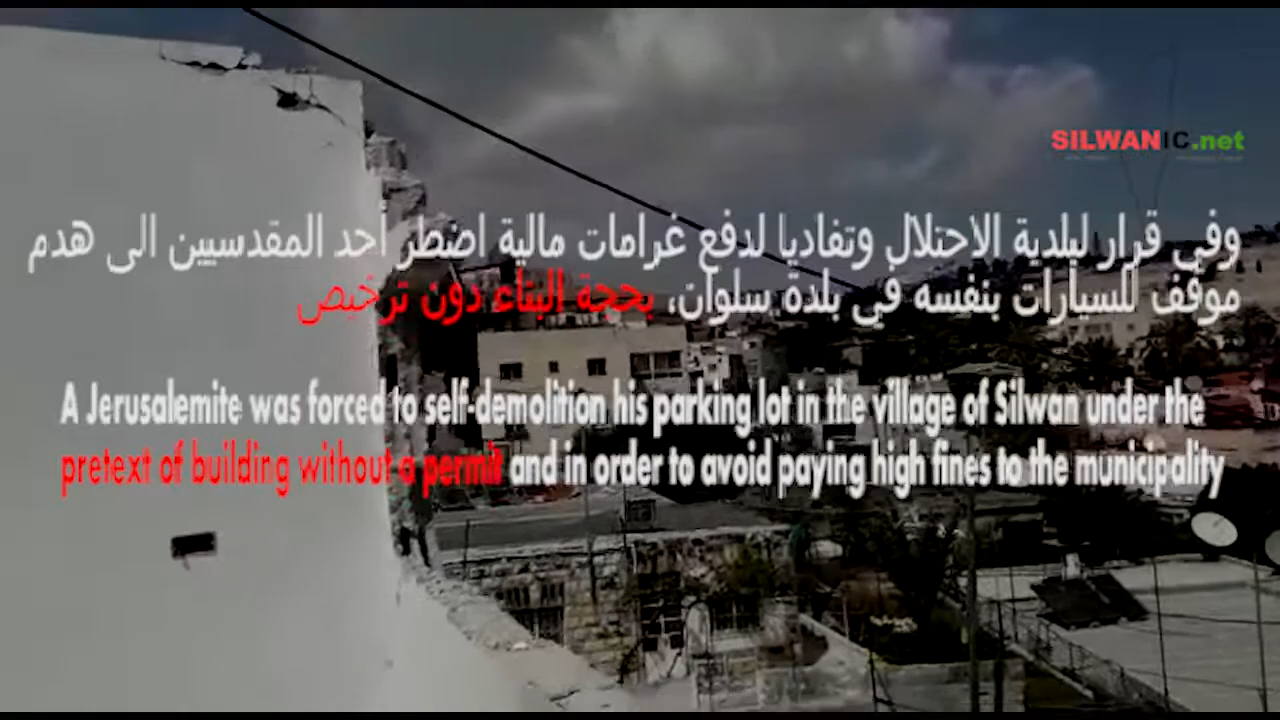 SILWANIC.net
وفي قرار لبلدية الاحتلال وتفاديا لدفع غرامات مالية اضطر أحد المقدسيين الى هدم
موقف للسيارات بنفسه في بلدة سلوان، بحجة البناء دون ترخيص
A Jerusalemite was forced to self-demolition his parking lot in the village of Silwan under the
pretext of building without a permit and in order to avoid paying high fines to the municipality